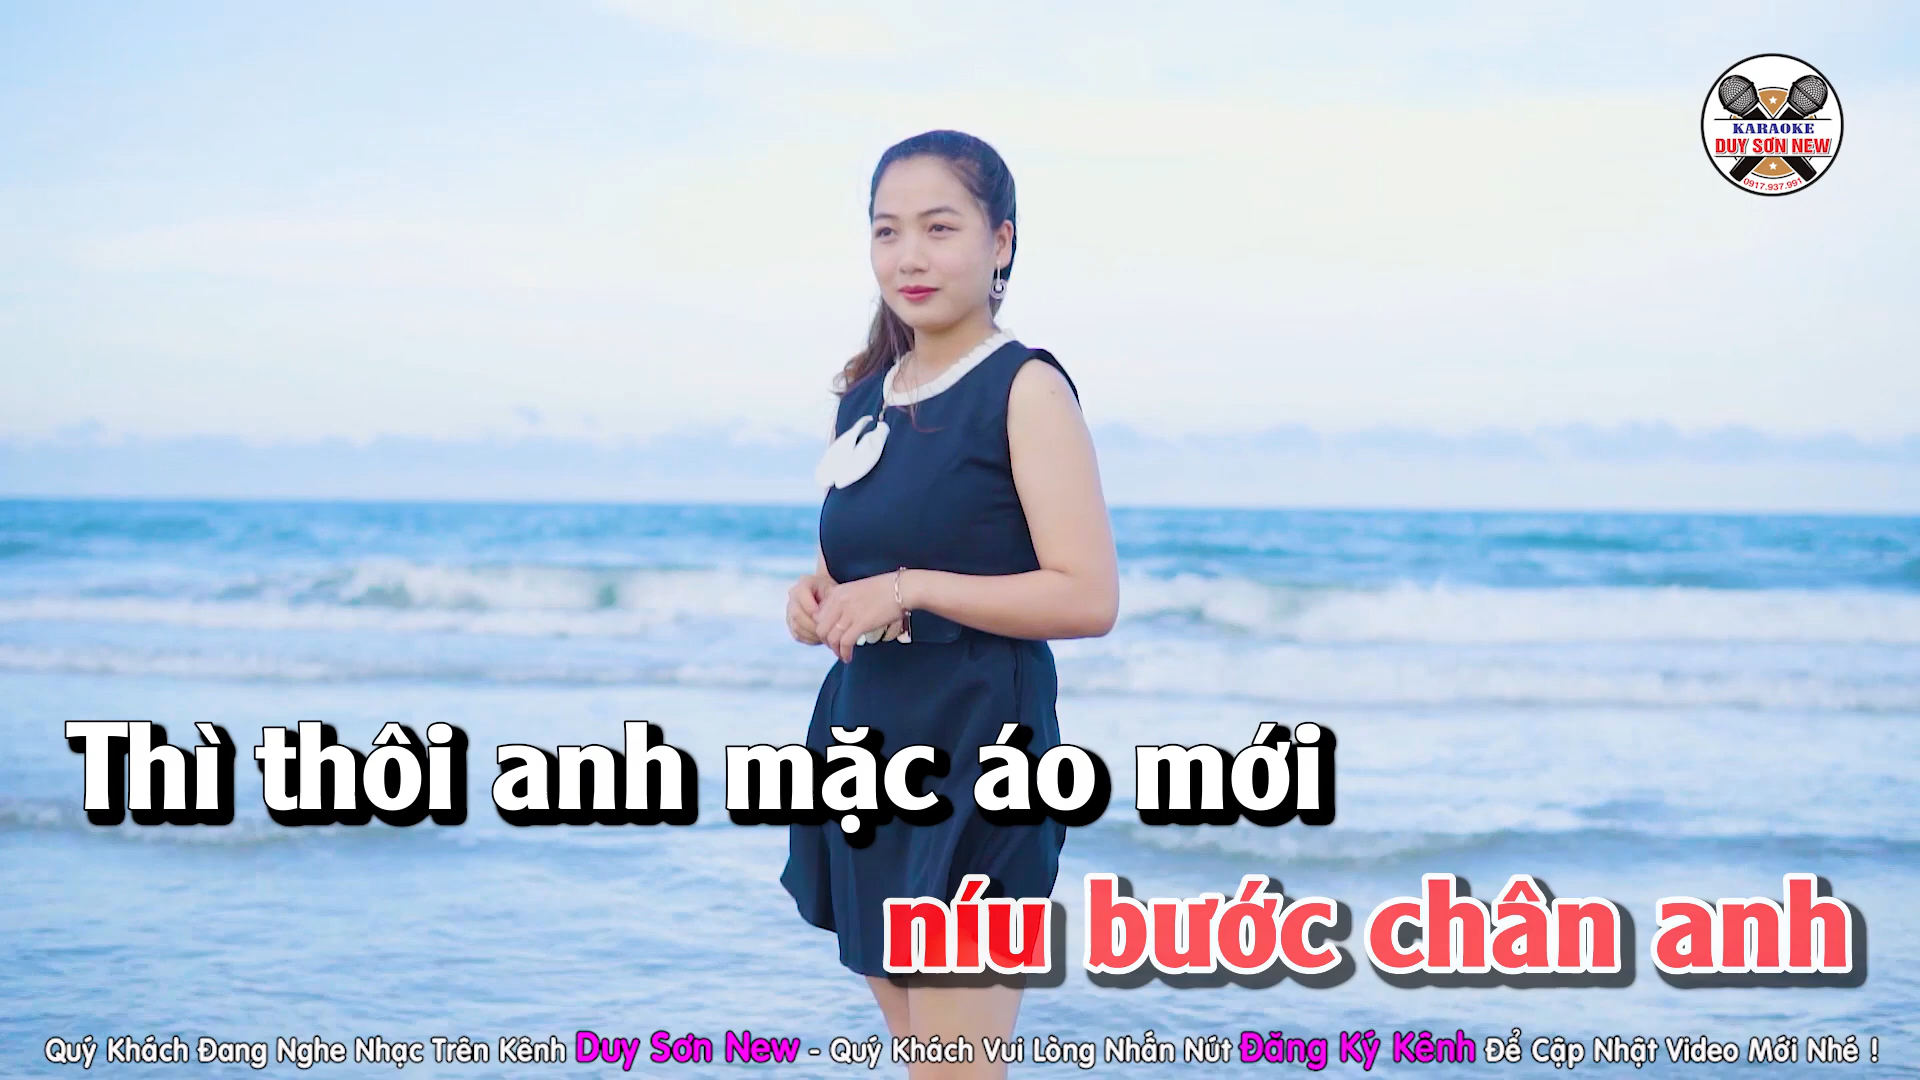 KARAOKE
DUY SƠN NEW
0917.937.991
Thì thôi anh mặc áo mới
níu bước chân anh
Quý Khách Đang Nghe Nhạc Trên Kênh Duy Sơn New - Quý Khách Vui Lòng Nhấn Nút Đăng Ký Kênh Để Cập Nhật Video Mới Nhé !